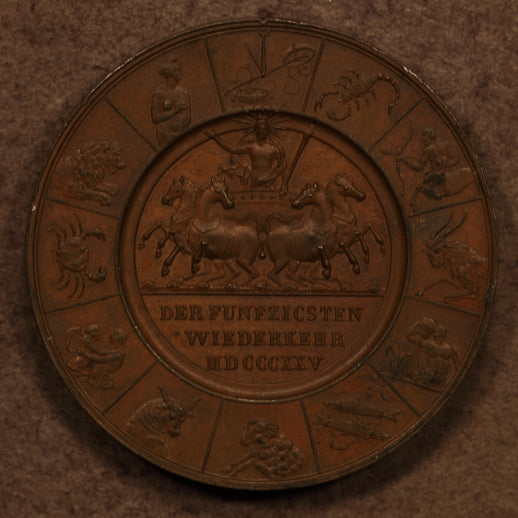 DER FUNFZIGSTEN
WIEDERKEHR
MDCCCXXV